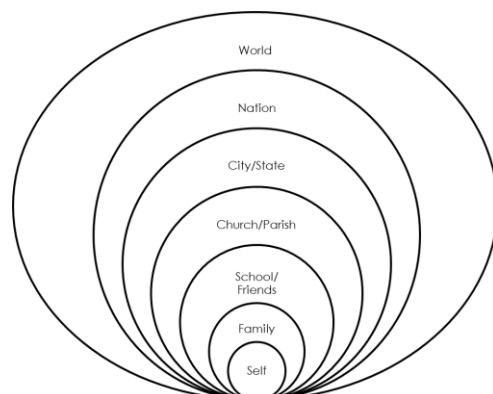 World
Nation
City/State
Church/Parish
School/
Friends
Family
Self